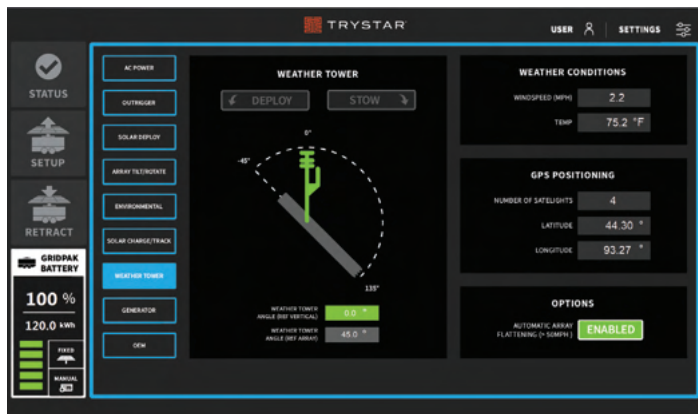 TRYSTAR
USER
SETTINGS
STATUS
SETUP
RETRACT
GRIDPAK
BATTERY
100 %
120.0 kWh
FIXED
MANUAL
AC POWER
OUTRIGGER
SOLAR DEPLOY
ARRAY TILT/ROTATE
ENVIRONMENTAL
SOLAR CHARGE/TRACK
WEATHER TOWER
GENERATOR
OEM
WEATHER TOWER
DEPLOY
STOW
0°
-45°
135°
WEATHER TOWER
ANGLE (REF VERTICAL)
0.0 °
WEATHER TOWER
ANGLE (REF ARRAY)
45.0 °
WEATHER CONDITIONS
WINDSPEED (MPH) 2.2
TEMP 75.2 °F
GPS POSITIONING
NUMBER OF SATELIGHTS 4
LATITUDE 44.30 °
LONGITUDE 93.27 °
OPTIONS
AUTOMATIC ARRAY
FLATTENING (> 50MPH )
ENABLED